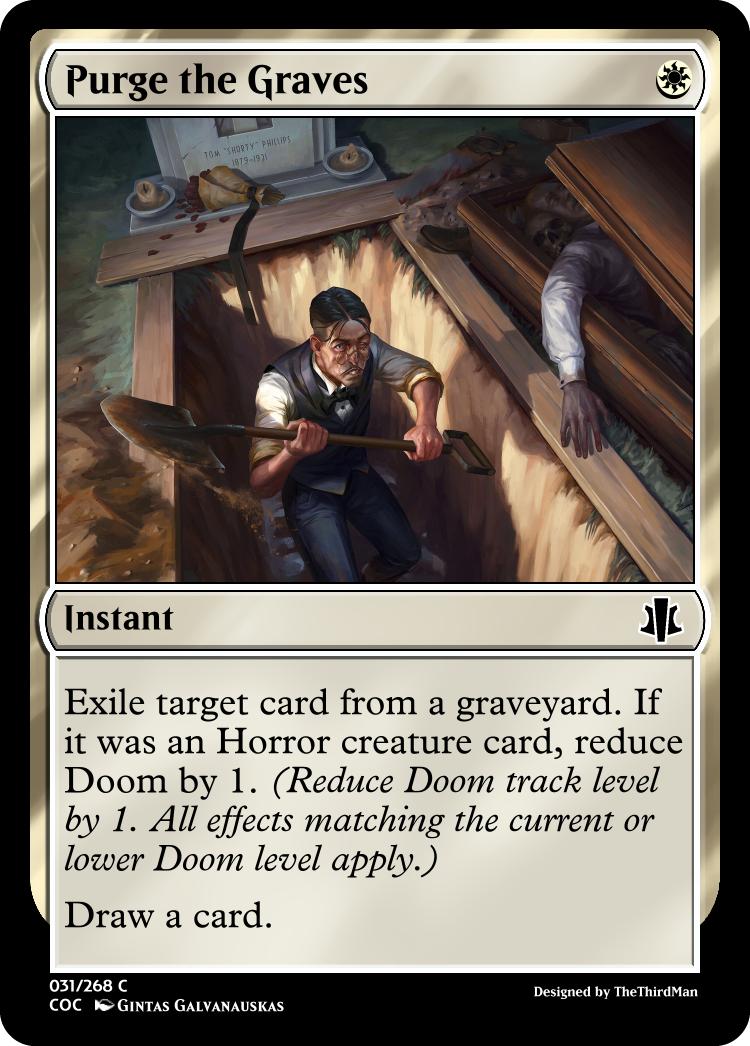 Purge the Graves
TOM "SHORTY" PHILLIPS
1879-1921
Instant
Exile target card from a graveyard. If
it was an Horror creature card, reduce
Doom by 1. (Reduce Doom track level
by 1. All effects matching the current or
lower Doom level apply.)
Draw a card.
031/268 C
COC GINTAS GALVANAUSKAS
Designed by TheThirdMan